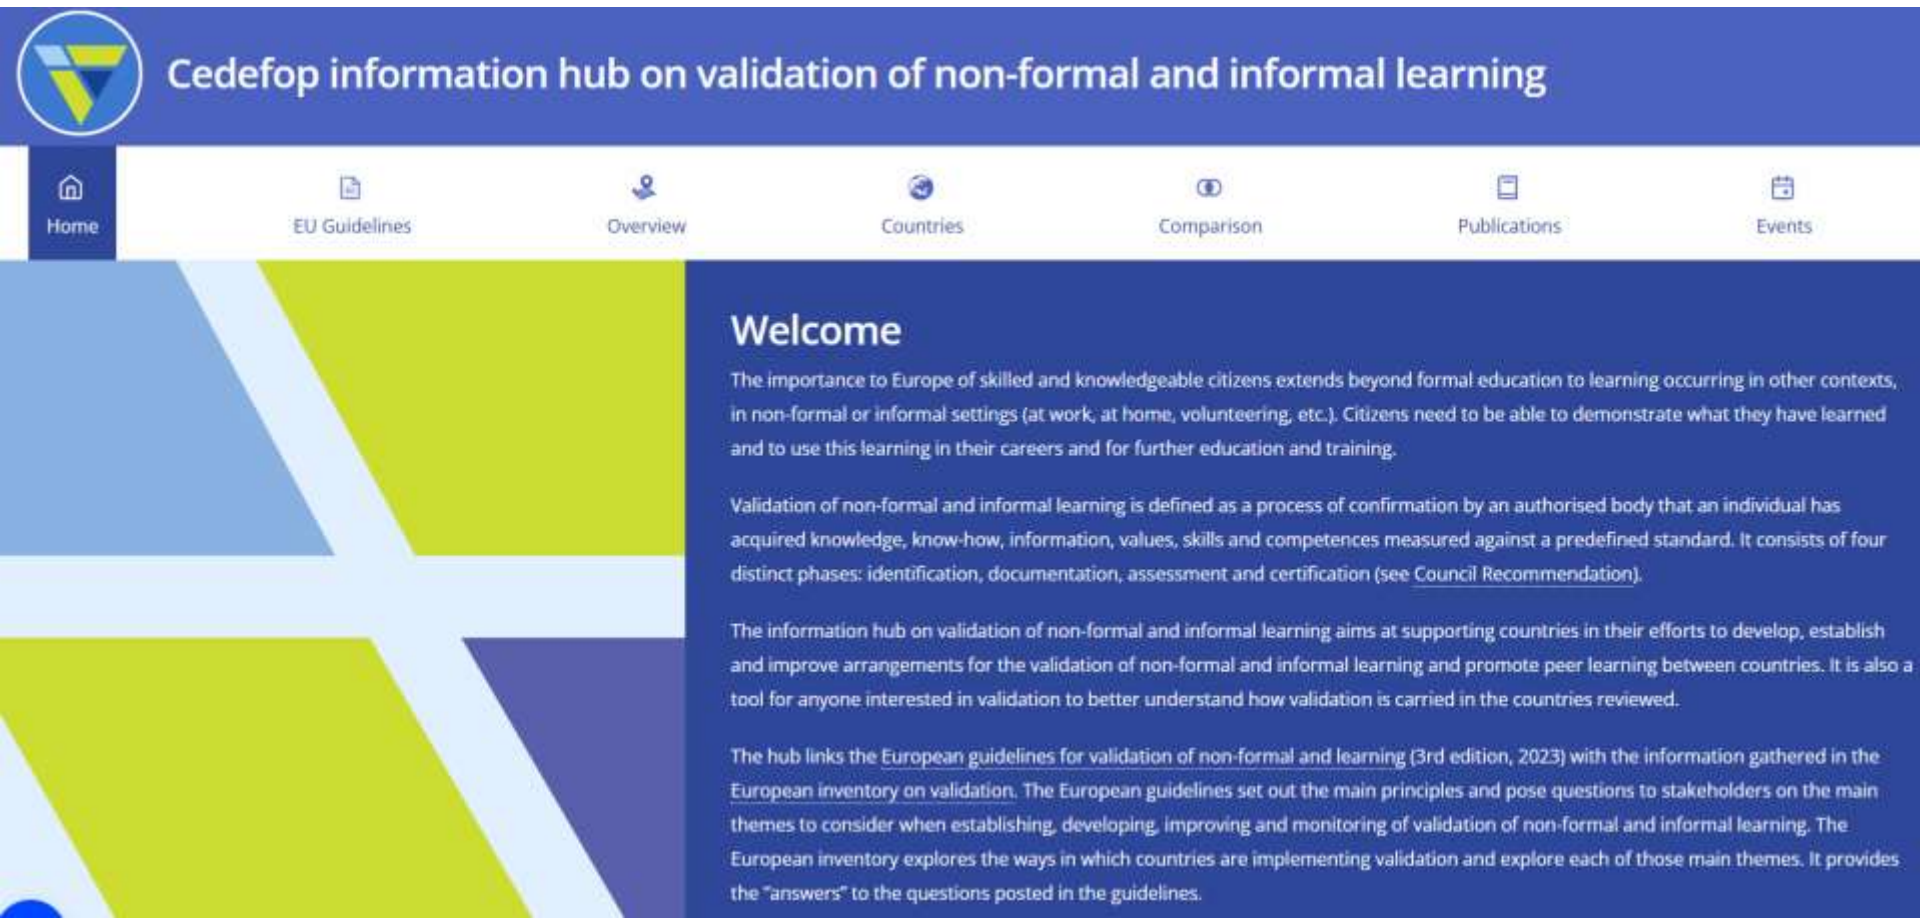 Cedefop information hub on validation of non-formal and informal learning
Home
EU Guidelines
Overview
Countries
Comparison
Publications
Events
Welcome
The importance to Europe of skilled and knowledgeable citizens extends beyond formal education to learning occurring in other contexts,
in non-formal or informal settings (at work, at home, volunteering, etc.). Citizens need to be able to demonstrate what they have learned
and to use this learning in their careers and for further education and training.
Validation of non-formal and informal learning is defined as a process of confirmation by an authorised body that an individual has
acquired knowledge, know-how, information, values, skills and competences measured against a predefined standard. It consists of four
distinct phases: identification, documentation, assessment and certification (see Council Recommendation).
The information hub on validation of non-formal and informal learning aims at supporting countries in their efforts to develop, establish
and improve arrangements for the validation of non-formal and informal learning and promote peer learning between countries. It is also a
tool for anyone interested in validation to better understand how validation is carried in the countries reviewed.
The hub links the European guidelines for validation of non-formal and learning (3rd edition, 2023) with the information gathered in the
European inventory on validation. The European guidelines set out the main principles and pose questions to stakeholders on the main
themes to consider when establishing, developing, improving and monitoring of validation of non-formal and informal learning. The
European inventory explores the ways in which countries are implementing validation and explore each of those main themes. It provides
the "answers" to the questions posted in the guidelines.